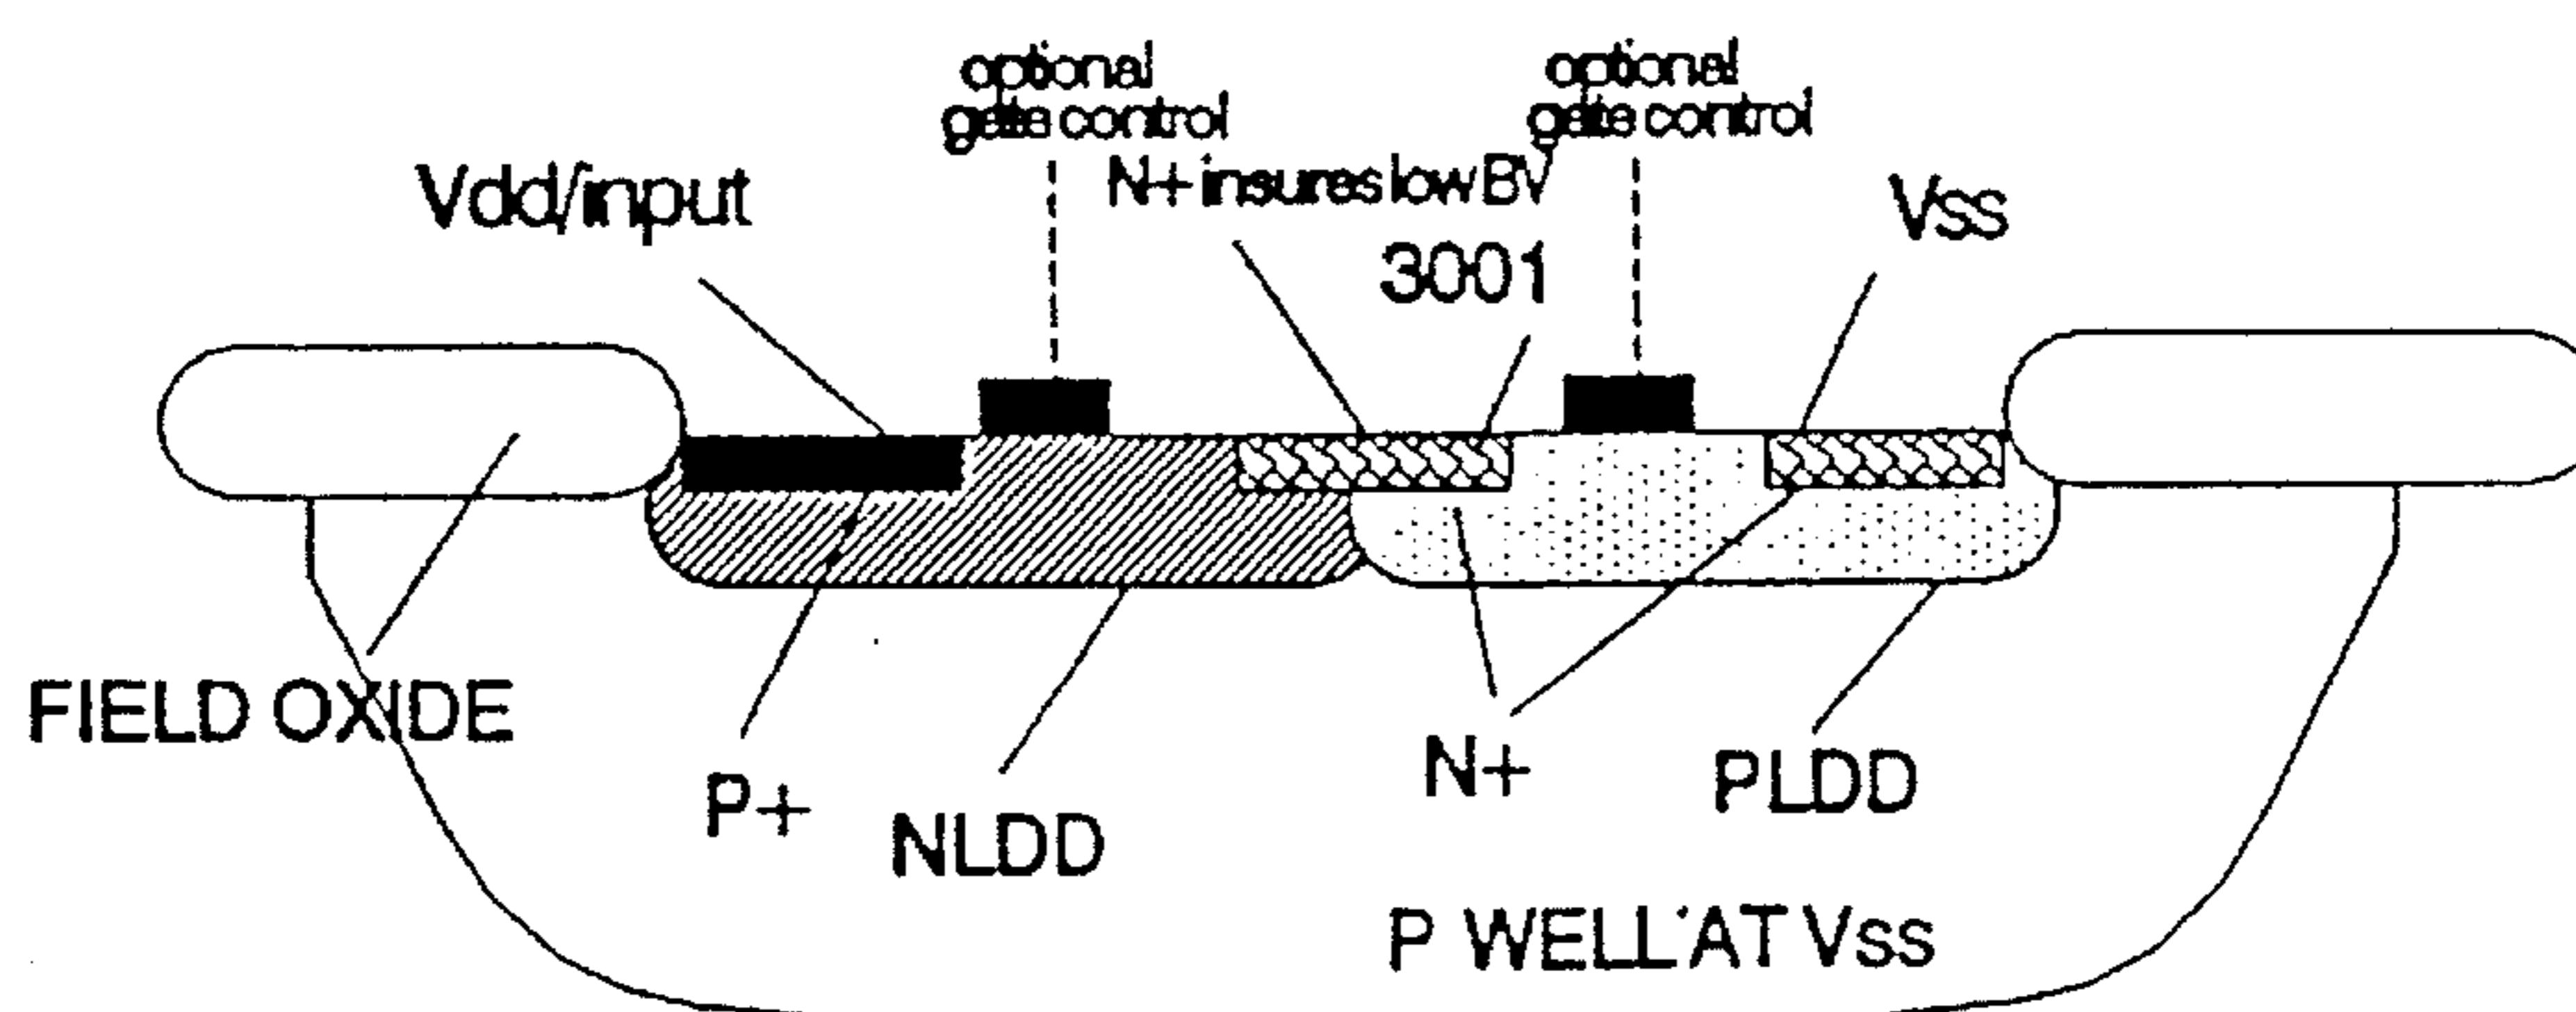 optional
gate control
optional
gate control
Vdd/input
N+ insures low BV
3001
Vss
FIELD OXIDE
P+
NLDD
N+
PLDD
P WELL AT Vss